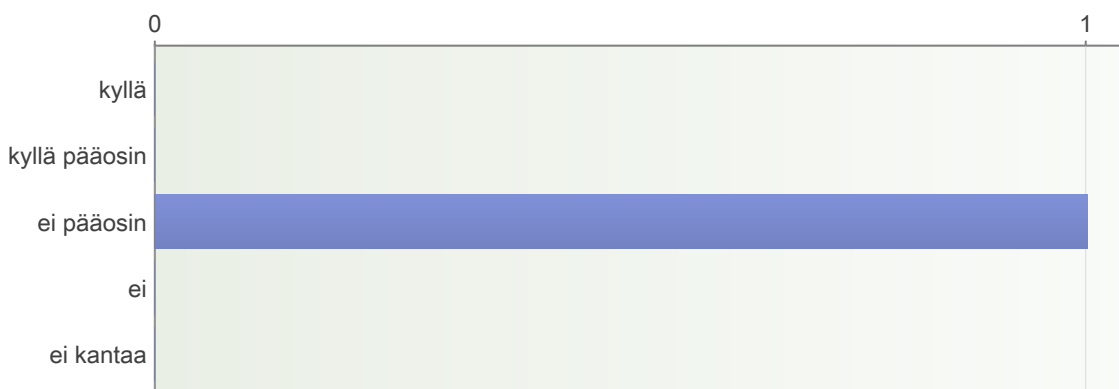 0 1
kyllä
kyllä pääosin
ei pääosin
ei
ei kantaa